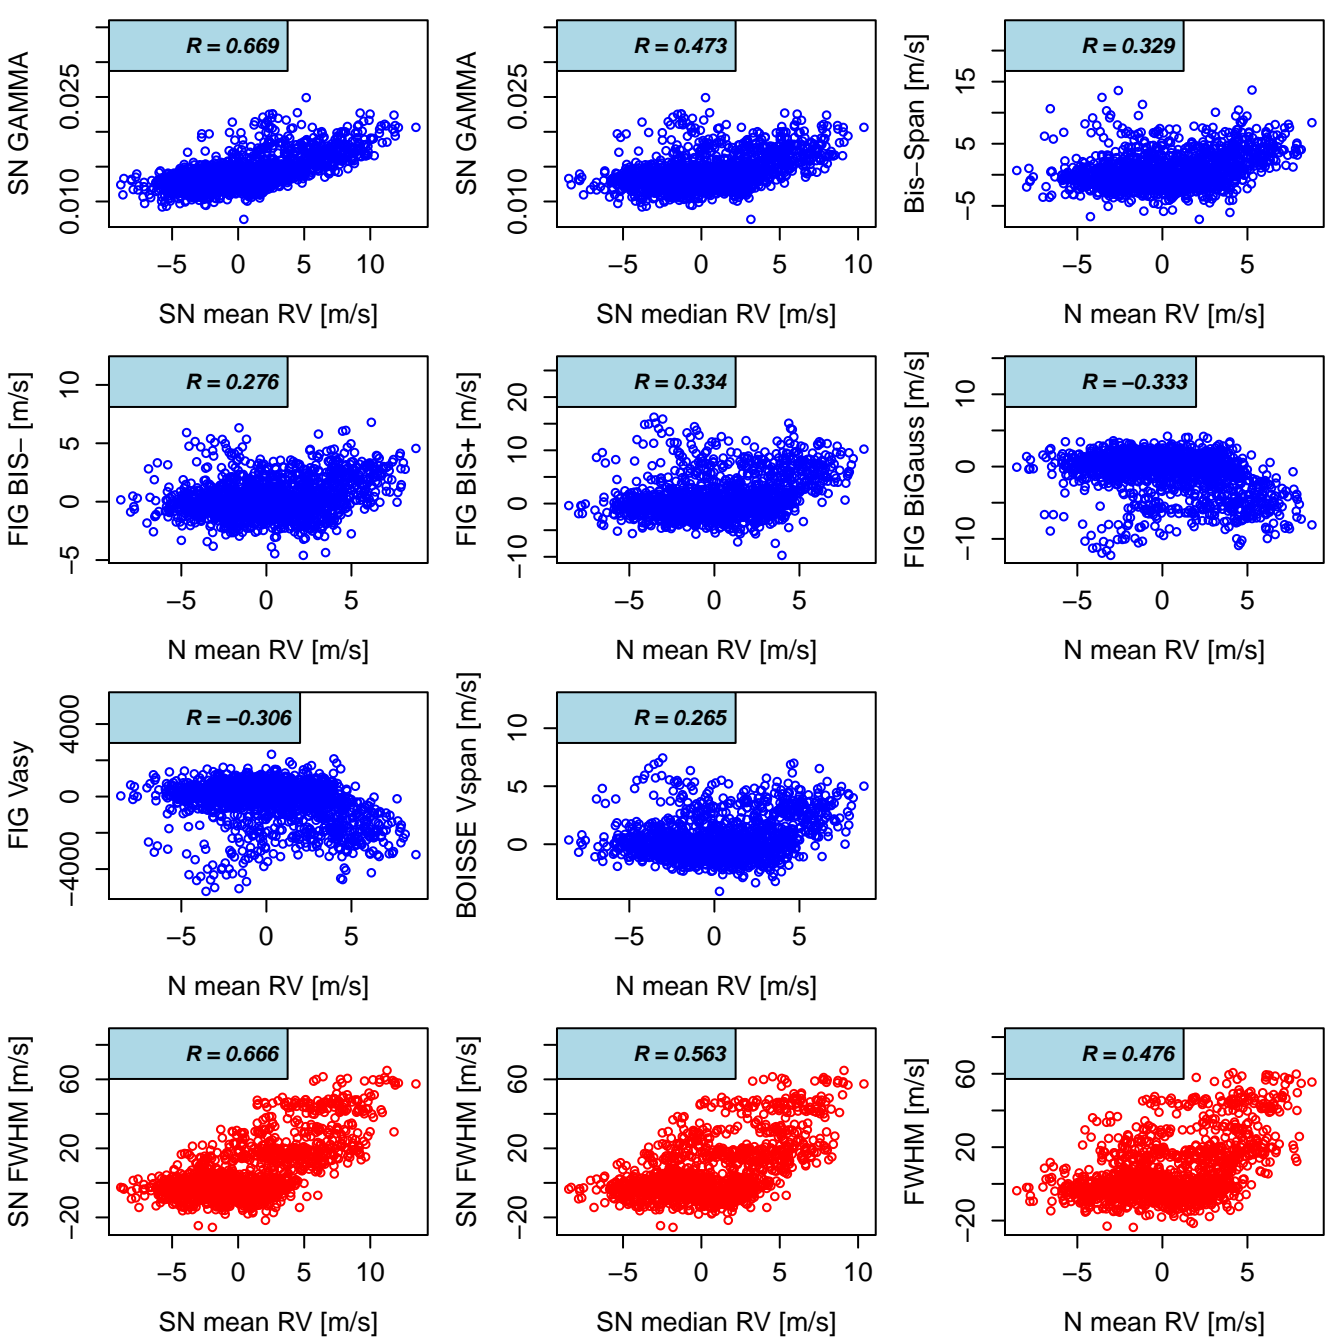 R = 0.669
SN GAMMA
0.010 0.025
−5 0 5 10
SN mean RV [m/s]
R = 0.473
SN GAMMA
0.010 0.025
−5 0 5 10
SN median RV [m/s]
R = 0.329
Bis−Span [m/s]
−5 5 15
−5 0 5
N mean RV [m/s]
R = 0.276
FIG BIS− [m/s]
−5 0 5 10
−5 0 5
N mean RV [m/s]
R = 0.334
FIG BIS+ [m/s]
−10 0 10 20
−5 0 5
N mean RV [m/s]
R = −0.333
FIG BiGauss [m/s]
−10 0 10
−5 0 5
N mean RV [m/s]
R = −0.306
FIG Vasy
−4000 0 4000
−5 0 5
N mean RV [m/s]
R = 0.265
BOISSE Vspan [m/s]
0 5 10
−5 0 5
N mean RV [m/s]
R = 0.666
SN FWHM [m/s]
−20 20 60
−5 0 5 10
SN mean RV [m/s]
R = 0.563
SN FWHM [m/s]
−20 20 60
−5 0 5 10
SN median RV [m/s]
R = 0.476
FWHM [m/s]
−20 20 60
−5 0 5
N mean RV [m/s]